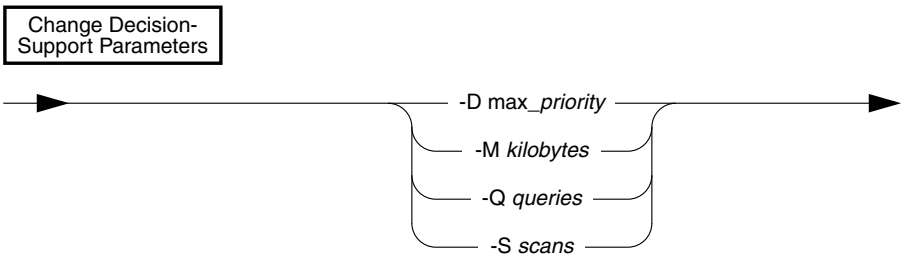 Change Decision-
Support Parameters
-D max_priority
-M kilobytes
-Q queries
-S scans